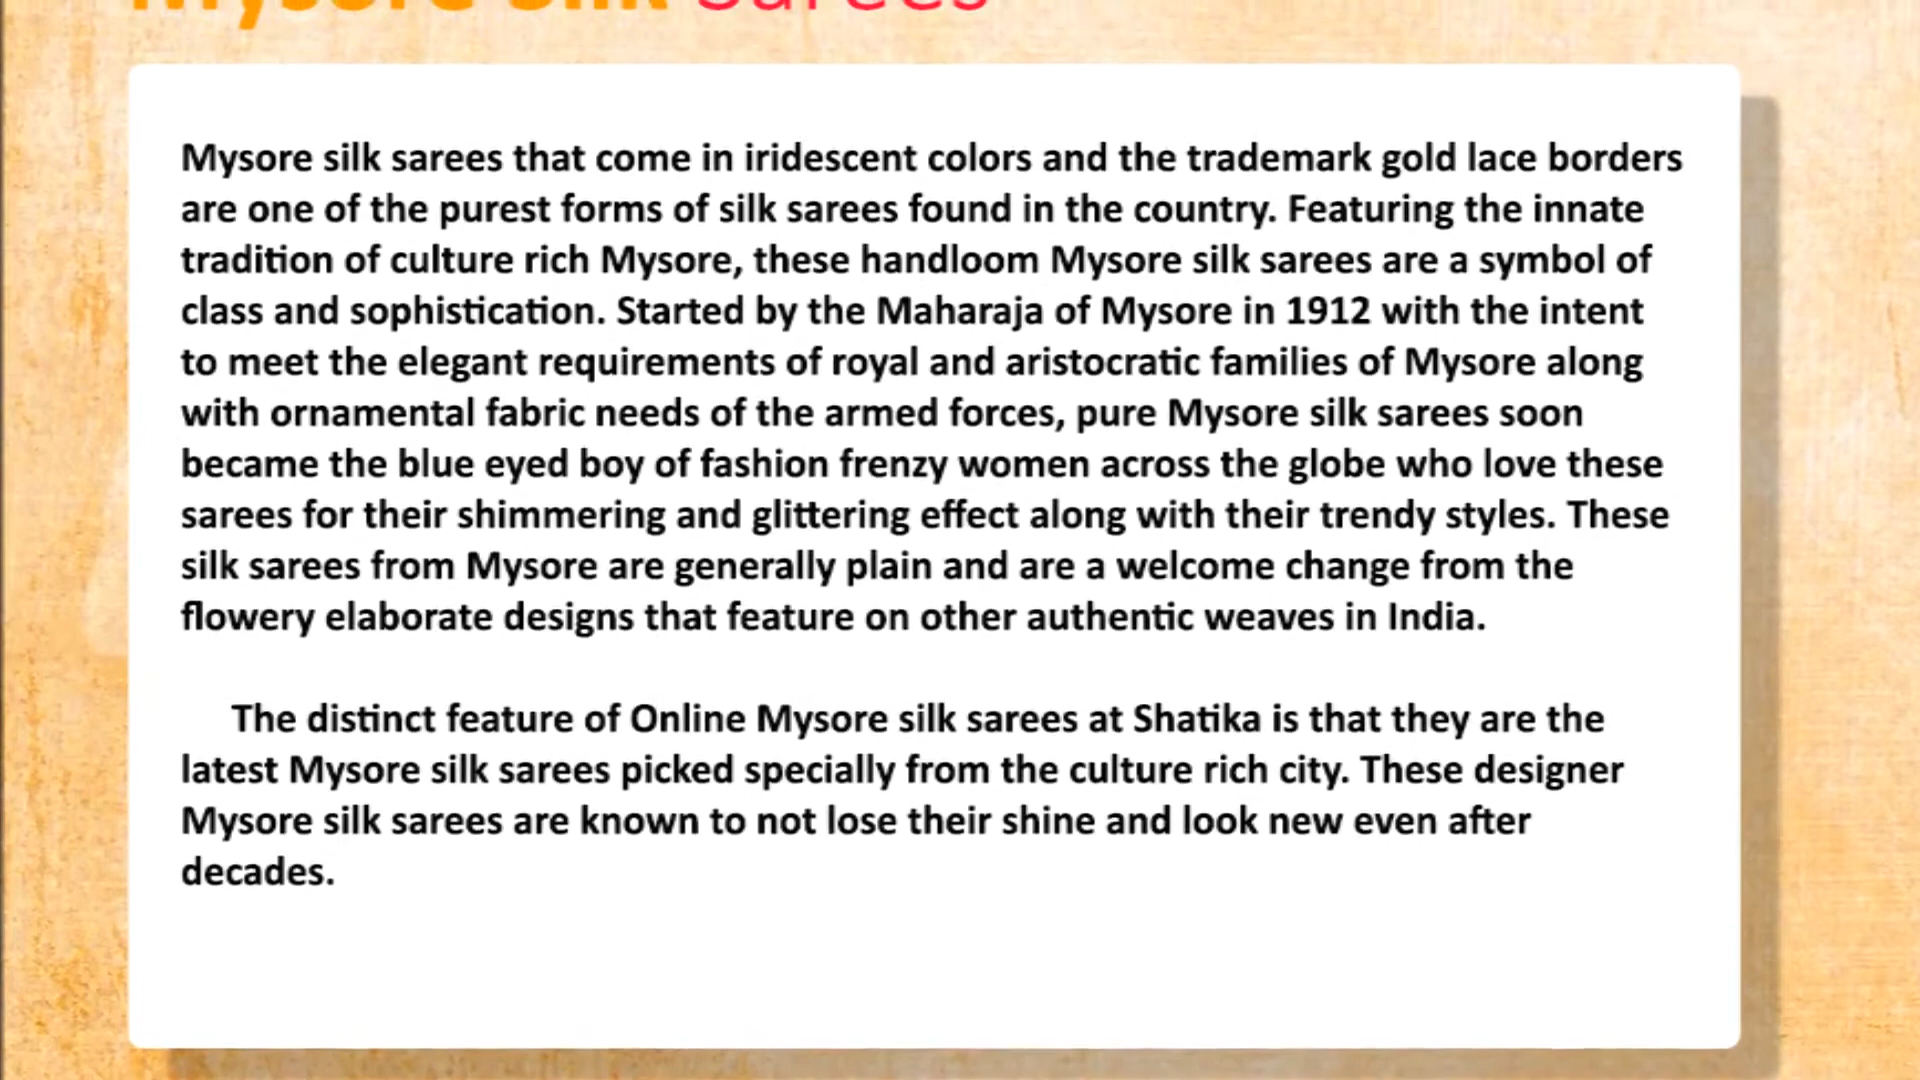 Mysore Silk Sarees
Mysore silk sarees that come in iridescent colors and the trademark gold lace borders
are one of the purest forms of silk sarees found in the country. Featuring the innate
tradition of culture rich Mysore, these handloom Mysore silk sarees are a symbol of
class and sophistication. Started by the Maharaja of Mysore in 1912 with the intent
to meet the elegant requirements of royal and aristocratic families of Mysore along
with ornamental fabric needs of the armed forces, pure Mysore silk sarees soon
became the blue eyed boy of fashion frenzy women across the globe who love these
sarees for their shimmering and glittering effect along with their trendy styles. These
silk sarees from Mysore are generally plain and are a welcome change from the
flowery elaborate designs that feature on other authentic weaves in India.
The distinct feature of Online Mysore silk sarees at Shatika is that they are the
latest Mysore silk sarees picked specially from the culture rich city. These designer
Mysore silk sarees are known to not lose their shine and look new even after
decades.